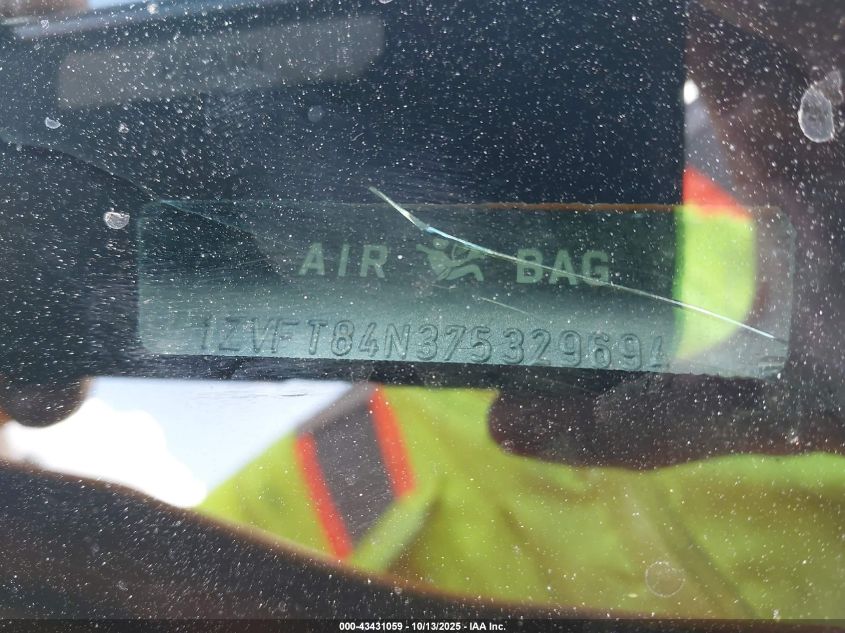 AIR BAG
1ZVFT84N375329694
000-43431059 - 10/13/2025 - IAA Inc.